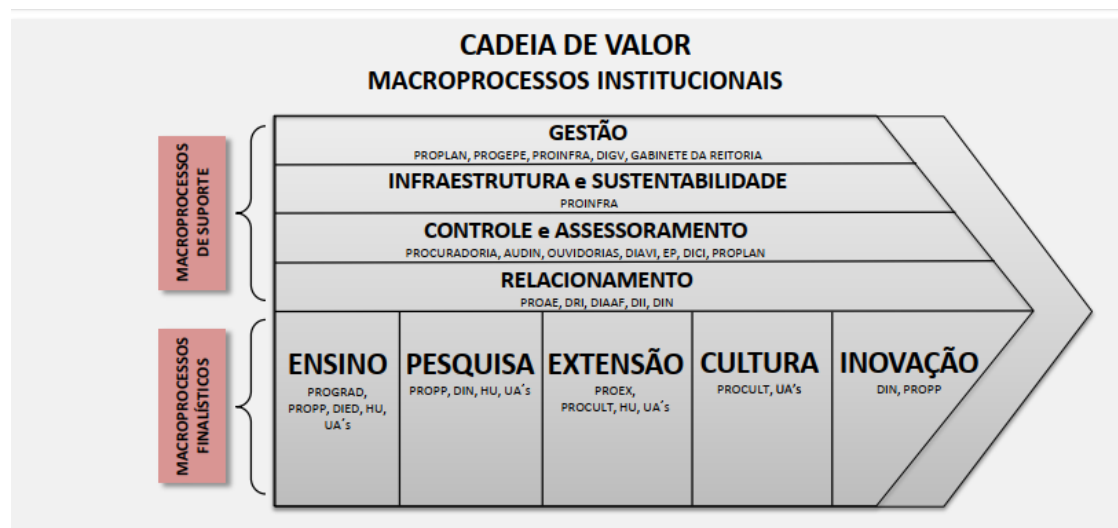 CADEIA DE VALOR
MACROPROCESSOS INSTITUCIONAIS
MACROPROCESSOS
DE SUPORTE
GESTÃO
PROPLAN, PROGEPE, PROINFRA, DIGV, GABINETE DA REITORIA
INFRAESTRUTURA e SUSTENTABILIDADE
PROINFRA
CONTROLE e ASSESSORAMENTO
PROCURADORIA, AUDIN, OUVIDORIAS, DIAVI, EP, DICI, PROPLAN
RELACIONAMENTO
PROAE, DRI, DIAAF, DII, DIN
MACROPROCESSOS
FINALÍSTICOS
ENSINO
PROGRAD,
PROPP, DIED, HU,
UA´s
PESQUISA
PROPP, DIN, HU, UA´s
EXTENSÃO
PROEX,
PROCULT, HU, UA´s
CULTURA
PROCULT, UA's
INOVAÇÃO
DIN, PROPP